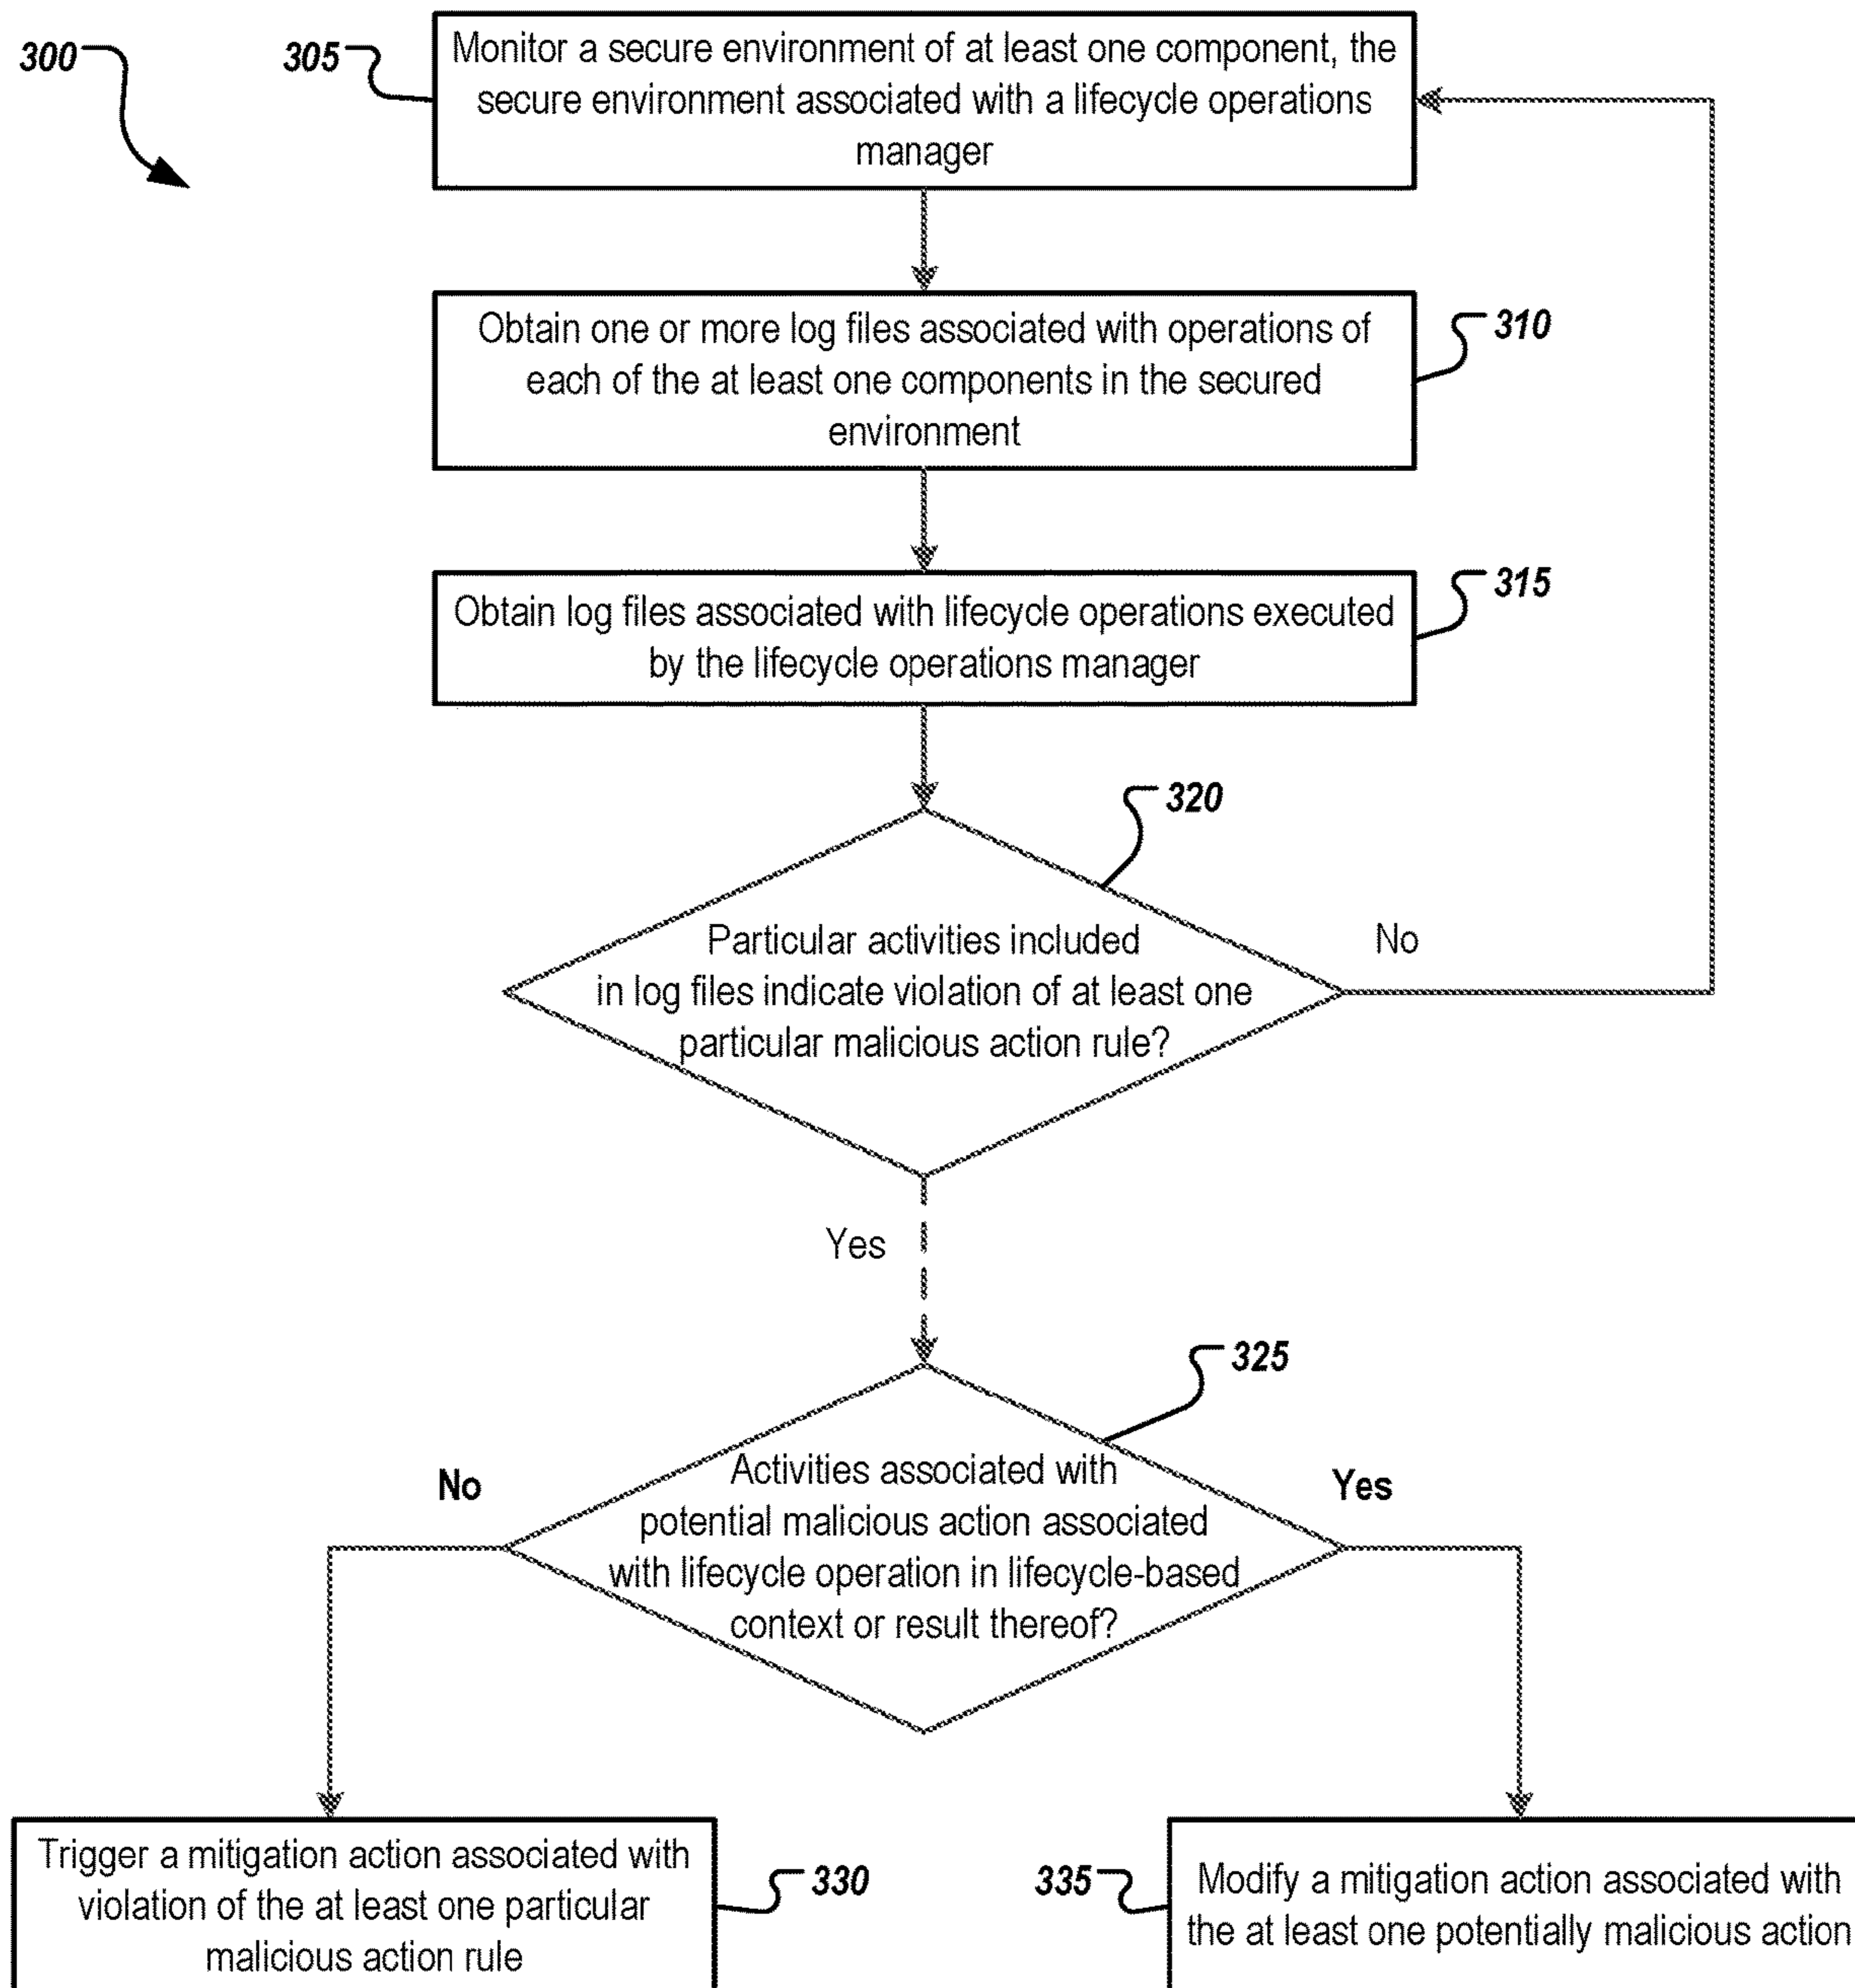 300
305
Monitor a secure environment of at least one component, the
secure environment associated with a lifecycle operations
manager
Obtain one or more log files associated with operations of
each of the at least one components in the secured
environment
310
Obtain log files associated with lifecycle operations executed
by the lifecycle operations manager
315
320
Particular activities included
in log files indicate violation of at least one
particular malicious action rule?
No
Yes
325
Activities associated with
potential malicious action associated
with lifecycle operation in lifecycle-based
context or result thereof?
No
Yes
Trigger a mitigation action associated with
violation of the at least one particular
malicious action rule
330
335
Modify a mitigation action associated with
the at least one potentially malicious action